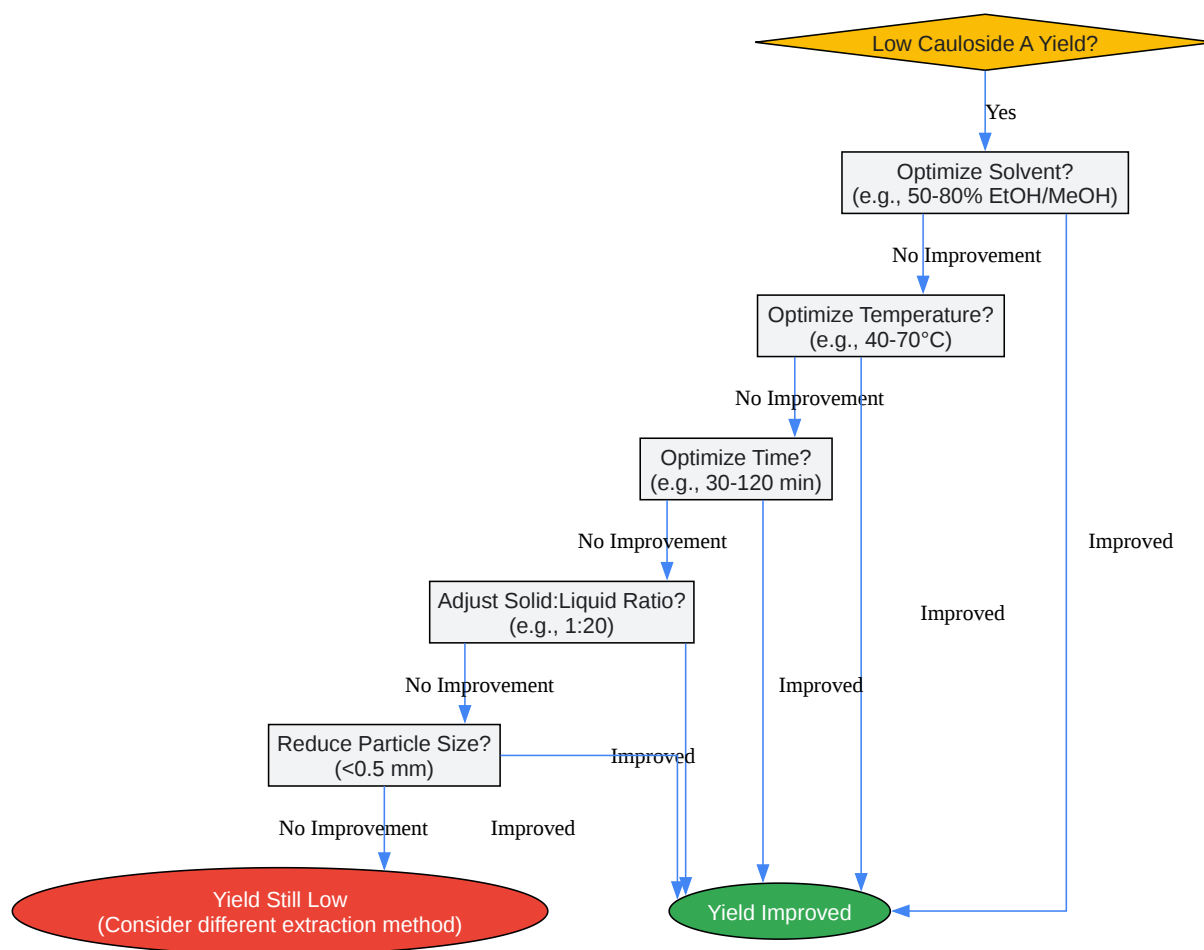 Low Cauloside A Yield?
Yes
Optimize Solvent?
(e.g., 50-80% EtOH/MeOH)
No Improvement
Optimize Temperature?
(e.g., 40-70°C)
No Improvement
Optimize Time?
(e.g., 30-120 min)
No Improvement
Improved
Adjust Solid:Liquid Ratio?
(e.g., 1:20)
Improved
No Improvement
Improved
Reduce Particle Size?
(<0.5 mm)
Improved
No Improvement
Improved
Yield Still Low
(Consider different extraction method)
Yield Improved